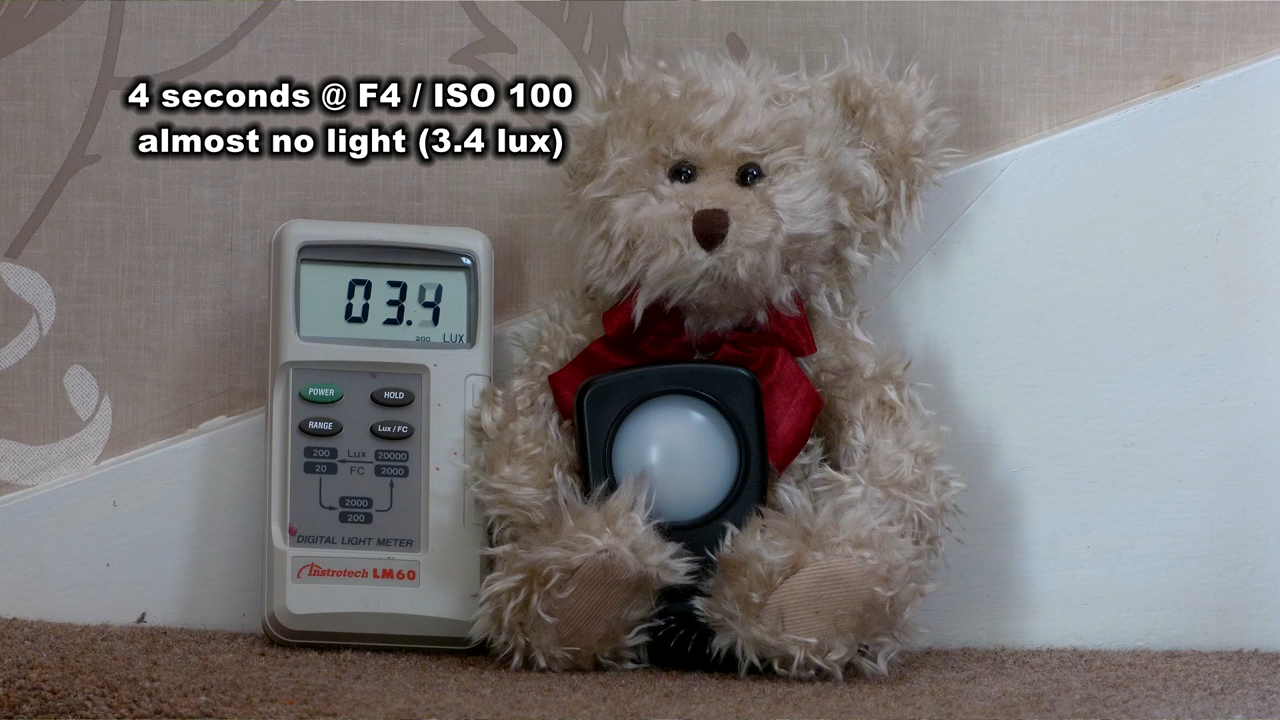 4 seconds @ F4 / ISO 100
almost no light (3.4 lux)
03.4
200 LUX
POWER
HOLD
RANGE
Lux / FC
200 Lux 20000
20 FC 2000
2000
200
DIGITAL LIGHT METER
Instrotech LM60